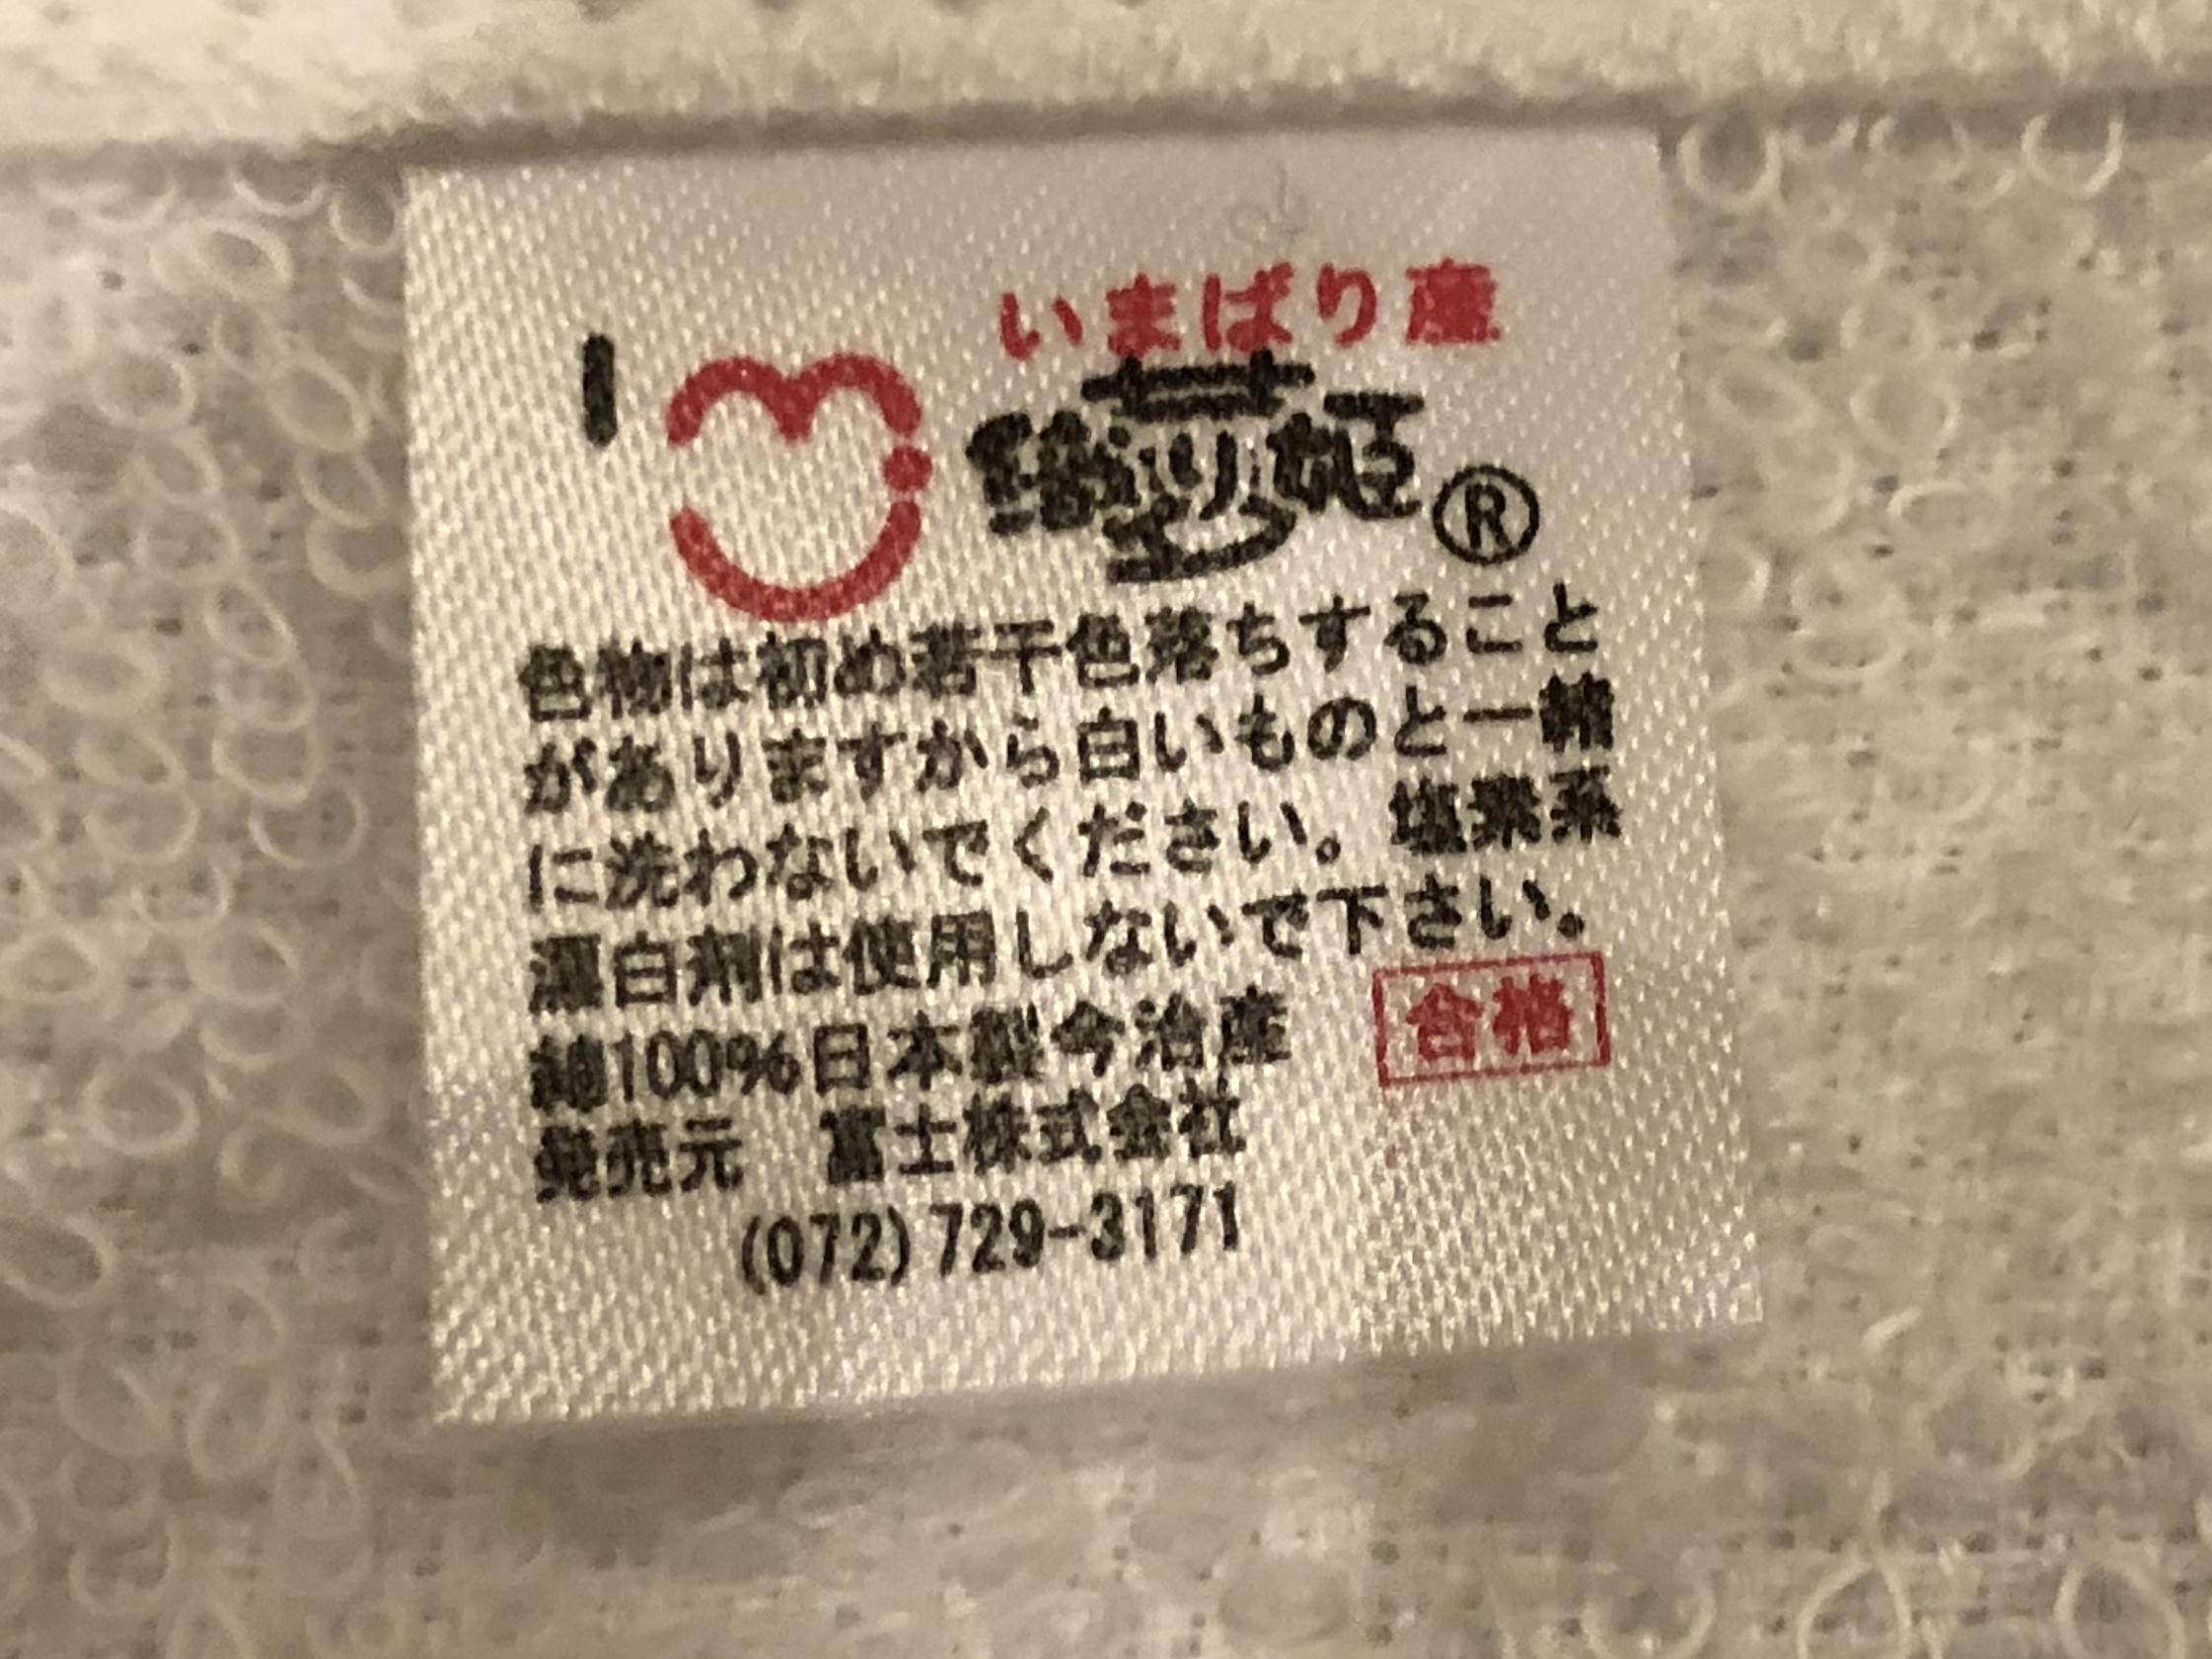 いまばり産
I
織り姫
®
色物は初め若干色落ちすること
がありますから白いものと一緒
に洗わないでください。塩素系
漂白剤は使用しないで下さい。
綿100%日本製今治産
合格
発売元 富士株式会社
(072)729-3171